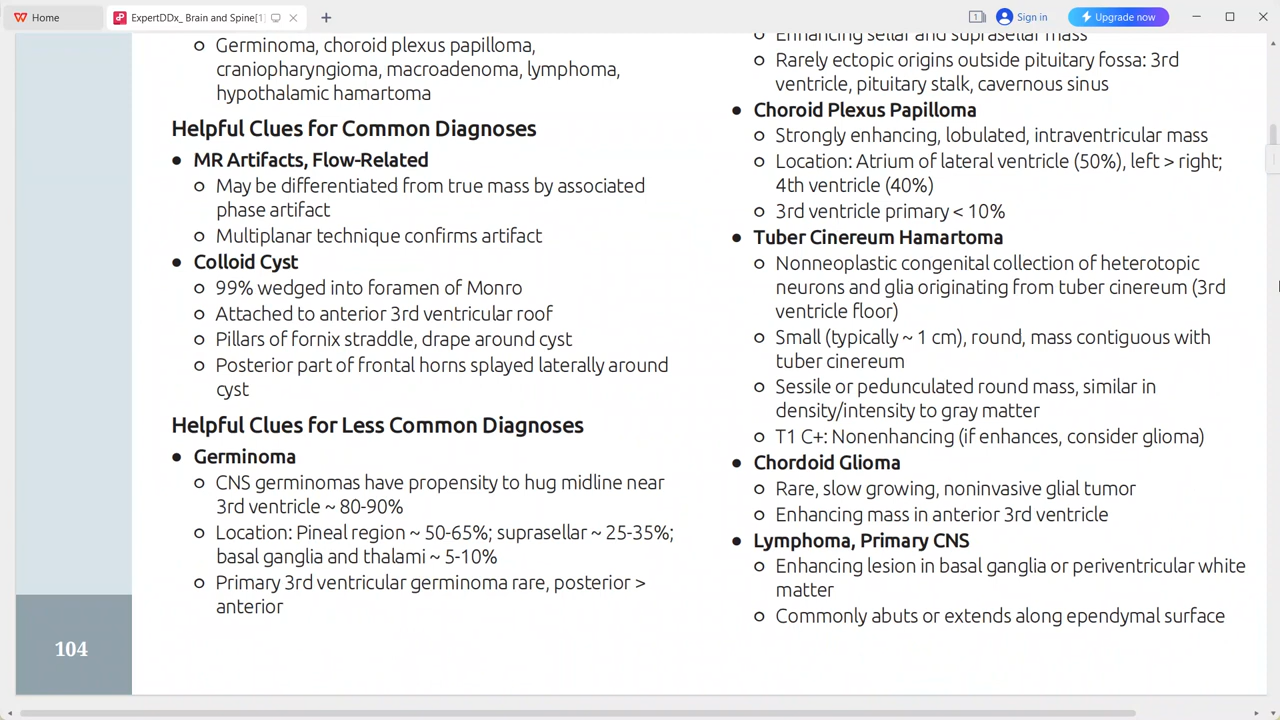 Home
ExpertDDx_ Brain and Spine[1]
1
Sign in
Upgrade now
Germinoma, choroid plexus papilloma,
craniopharyngioma, macroadenoma, lymphoma,
hypothalamic hamartoma
Helpful Clues for Common Diagnoses
• MR Artifacts, Flow-Related
o May be differentiated from true mass by associated
phase artifact
o Multiplanar technique confirms artifact
• Colloid Cyst
o 99% wedged into foramen of Monro
o Attached to anterior 3rd ventricular roof
o Pillars of fornix straddle, drape around cyst
o Posterior part of frontal horns splayed laterally around
cyst
Helpful Clues for Less Common Diagnoses
• Germinoma
o CNS germinomas have propensity to hug midline near
3rd ventricle ~ 80-90%
o Location: Pineal region ~ 50-65%; suprasellar ~ 25-35%;
basal ganglia and thalami ~ 5-10%
o Primary 3rd ventricular germinoma rare, posterior >
anterior
Enhancing sellar and suprasellar mass
o Rarely ectopic origins outside pituitary fossa: 3rd
ventricle, pituitary stalk, cavernous sinus
• Choroid Plexus Papilloma
o Strongly enhancing, lobulated, intraventricular mass
o Location: Atrium of lateral ventricle (50%), left > right;
4th ventricle (40%)
o 3rd ventricle primary < 10%
• Tuber Cinereum Hamartoma
o Nonneoplastic congenital collection of heterotopic
neurons and glia originating from tuber cinereum (3rd
ventricle floor)
o Small (typically ~ 1 cm), round, mass contiguous with
tuber cinereum
o Sessile or pedunculated round mass, similar in
density/intensity to gray matter
o T1 C+: Nonenhancing (if enhances, consider glioma)
• Chordoid Glioma
o Rare, slow growing, noninvasive glial tumor
o Enhancing mass in anterior 3rd ventricle
• Lymphoma, Primary CNS
o Enhancing lesion in basal ganglia or periventricular white
matter
o Commonly abuts or extends along ependymal surface
104